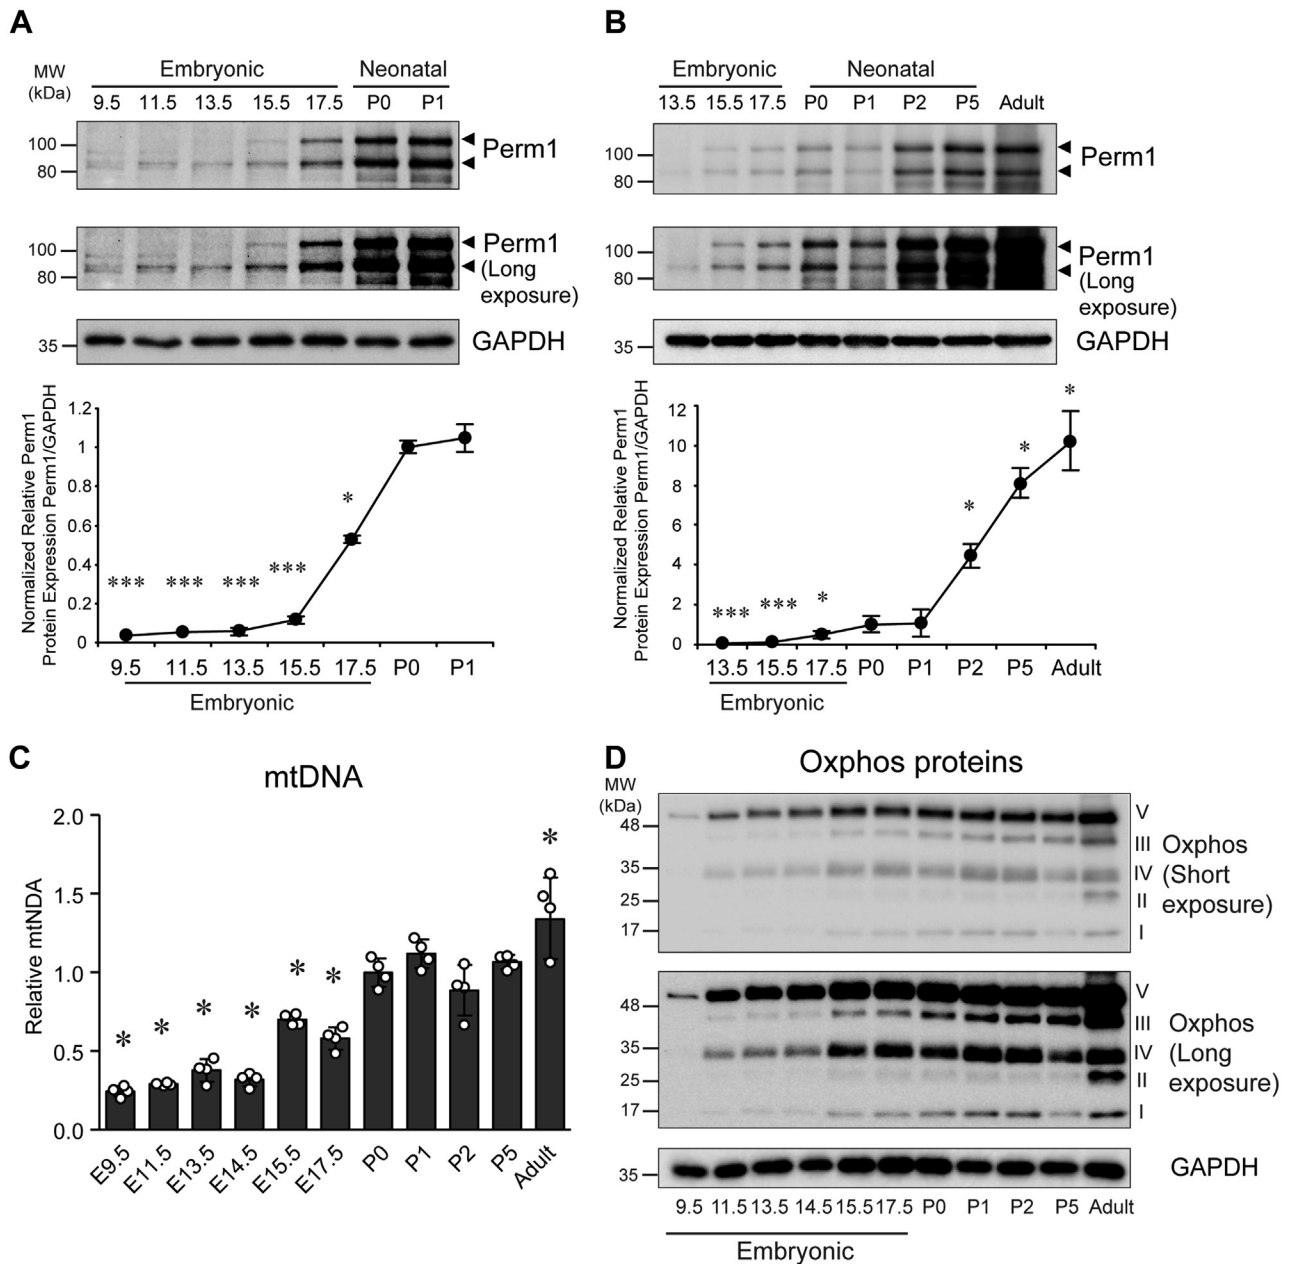 A
MW
(kDa)
Embryonic
Neonatal
9.5 11.5 13.5 15.5 17.5 P0 P1
100
80
Perm1
100
80
Perm1
(Long
exposure)
35
GAPDH
Normalized Relative Perm1
Protein Expression Perm1/GAPDH
1.2
1
0.8
0.6
0.4
0.2
0
*** *** *** *** *
9.5 11.5 13.5 15.5 17.5 P0 P1
Embryonic
B
Embryonic
Neonatal
13.5 15.5 17.5 P0 P1 P2 P5 Adult
100
80
Perm1
100
80
Perm1
(Long
exposure)
35
GAPDH
Normalized Relative Perm1
Protein Expression Perm1/GAPDH
12
10
8
6
4
2
0
*** *** * * * *
13.5 15.5 17.5 P0 P1 P2 P5 Adult
Embryonic
C
mtDNA
Relative mtNDA
2.0
1.5
1.0
0.5
0.0
* * * * * * *
E9.5 E11.5 E13.5 E14.5 E15.5 E17.5 P0 P1 P2 P5 Adult
D
Oxphos proteins
MW
(kDa)
48
35
25
17
V
III
IV
II
I
Oxphos
(Short
exposure)
48
35
25
17
V
III
IV
II
I
Oxphos
(Long
exposure)
35
GAPDH
9.5 11.5 13.5 14.5 15.5 17.5 P0 P1 P2 P5 Adult
Embryonic